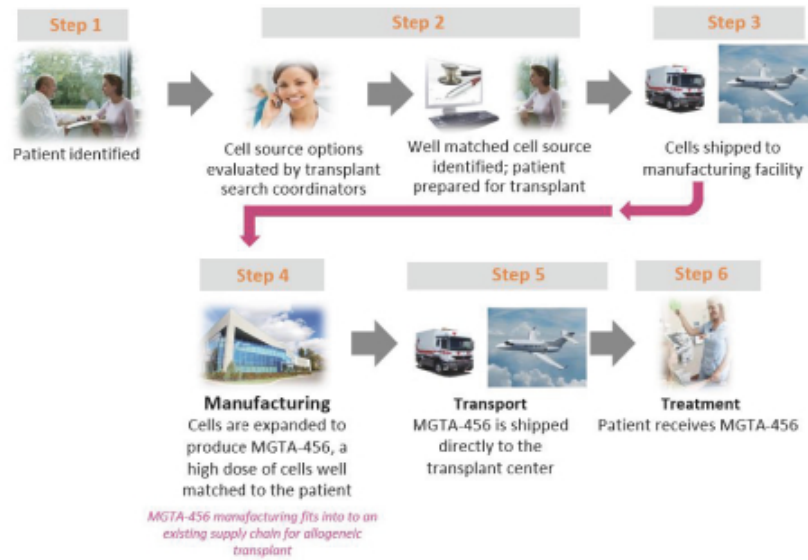 Step 1
Step 2
Step 3
Patient identified
Cell source options
evaluated by transplant
search coordinators
Well matched cell source
identified; patient
prepared for transplant
Cells shipped to
manufacturing facility
Step 4
Step 5
Step 6
Manufacturing
Cells are expanded to
produce MGTA-456, a
high dose of cells well
matched to the patient
MGTA-456 manufacturing fits into to an
existing supply chain for allogeneic
transplant
Transport
MGTA-456 is shipped
directly to the
transplant center
Treatment
Patient receives MGTA-456